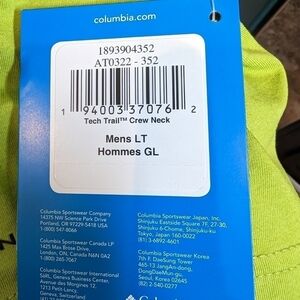 columbia.com
1893904352
AT0322 - 352
1 94003 37076 2
Tech Trail™ Crew Neck
Mens LT
Hommes GL
Columbia Sportswear Company
14375 NW Science Park Drive
Portland, OR 97229-5418 USA
1-800-547-8066
Columbia Sportswear Canada LP
1425 Max Brose Drive,
London, ON, Canada N6N 0A2
1-800-265-7067
Columbia Sportswear International
Sàrl, Geneva Business Center,
Avenue des Morgines 12,
1213 Petit-Lancy,
Geneva, Switzerland
Columbia Sportswear Japan, Inc.
Shinjuku Eastside Square 7F, 27-30,
Shinjuku 6-Chome, Shinjuku-ku
Tokyo, Japan 160-0022
(81) 3-6892-4601
Columbia Sportswear Korea
7th F. DaeSung Tower
465-13 JangAn-dong,
DongDaeMun-gu,
Seoul, Korea
(82) 2-540-0277